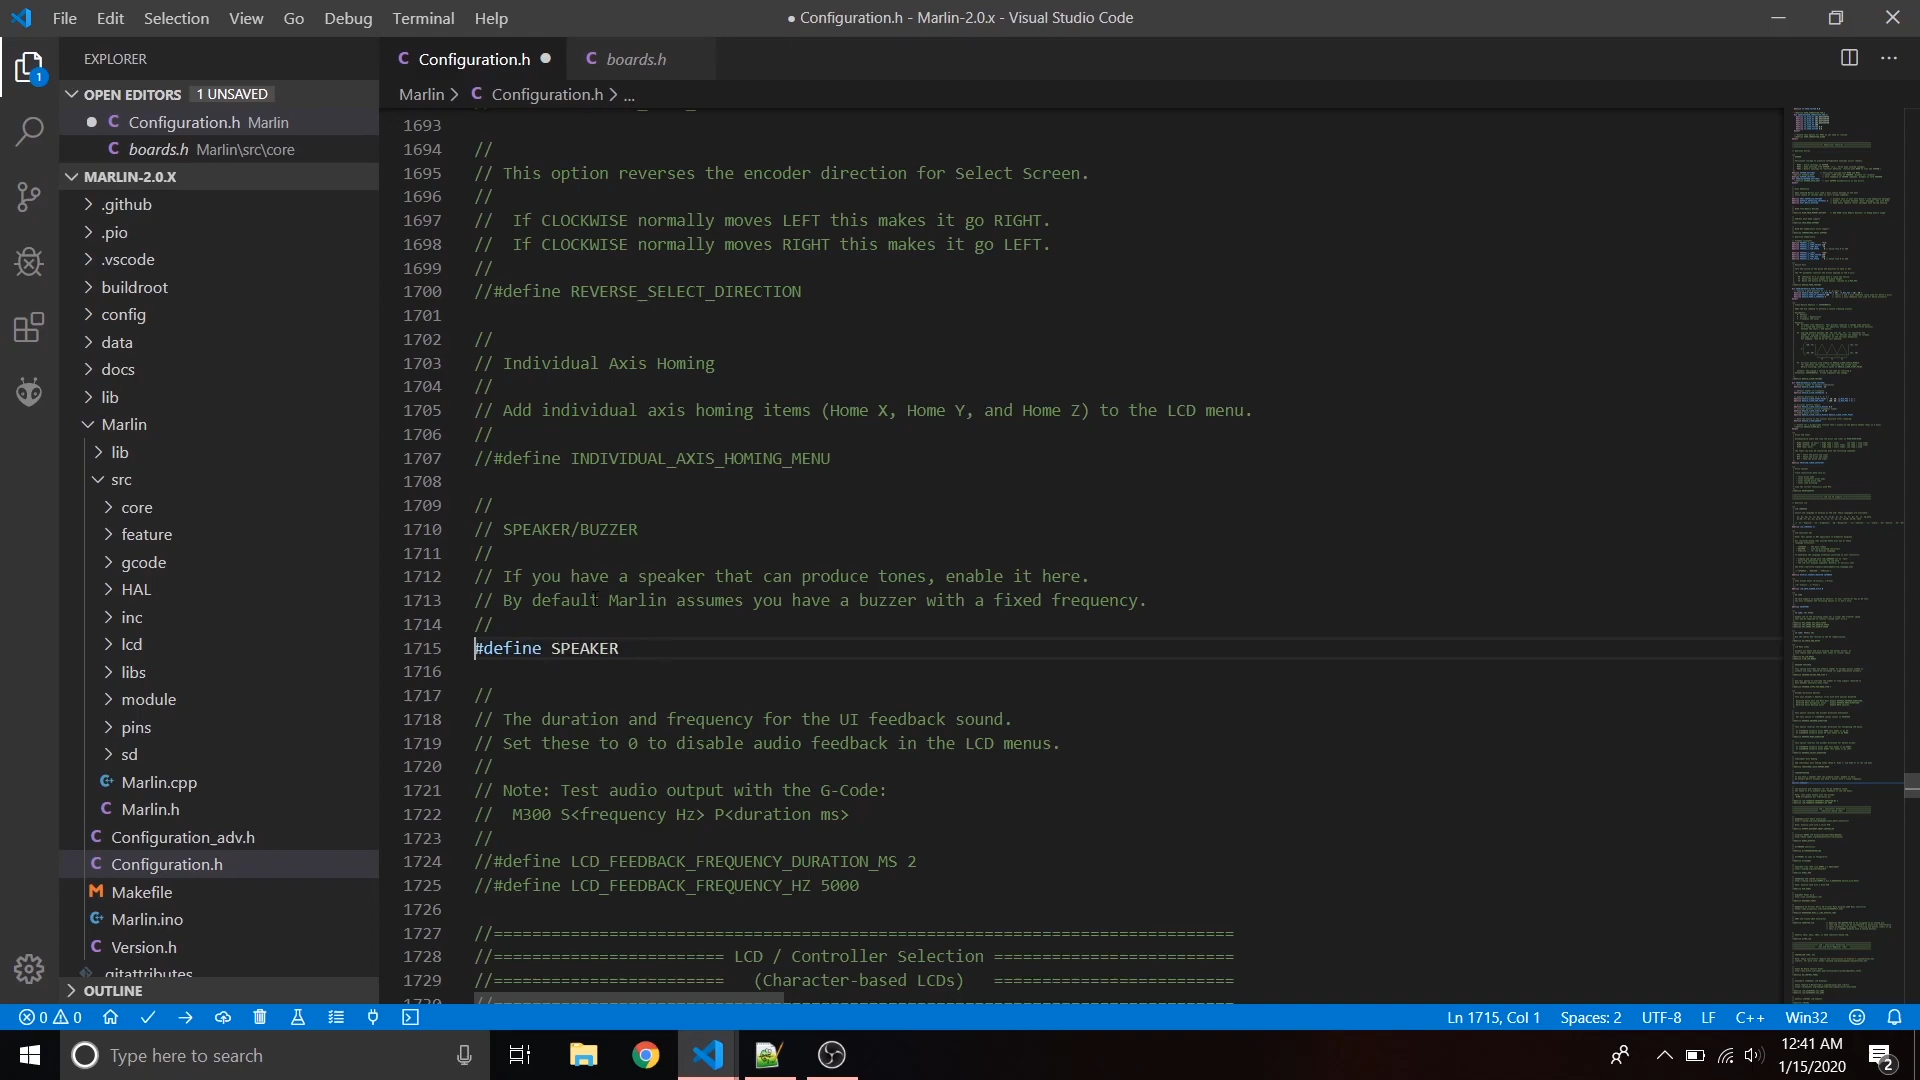 File Edit Selection View Go Debug Terminal Help
● Configuration.h - Marlin-2.0.x - Visual Studio Code
EXPLORER
OPEN EDITORS 1 UNSAVED
● C Configuration.h Marlin
C boards.h Marlin\src\core
MARLIN-2.0.X
.github
.pio
.vscode
buildroot
config
data
docs
lib
Marlin
lib
src
core
feature
gcode
HAL
inc
lcd
libs
module
pins
sd
Marlin.cpp
C Marlin.h
C Configuration_adv.h
C Configuration.h
M Makefile
Marlin.ino
C Version.h
.gitattributes
OUTLINE
C Configuration.h ●
C boards.h
Marlin > C Configuration.h > ...
1693
1694 //
1695 // This option reverses the encoder direction for Select Screen.
1696 //
1697 //  If CLOCKWISE normally moves LEFT this makes it go RIGHT.
1698 //  If CLOCKWISE normally moves RIGHT this makes it go LEFT.
1699 //
1700 //#define REVERSE_SELECT_DIRECTION
1701
1702 //
1703 // Individual Axis Homing
1704 //
1705 // Add individual axis homing items (Home X, Home Y, and Home Z) to the LCD menu.
1706 //
1707 //#define INDIVIDUAL_AXIS_HOMING_MENU
1708
1709 //
1710 // SPEAKER/BUZZER
1711 //
1712 // If you have a speaker that can produce tones, enable it here.
1713 // By default Marlin assumes you have a buzzer with a fixed frequency.
1714 //
1715 #define SPEAKER
1716
1717 //
1718 // The duration and frequency for the UI feedback sound.
1719 // Set these to 0 to disable audio feedback in the LCD menus.
1720 //
1721 // Note: Test audio output with the G-Code:
1722 //  M300 S<frequency Hz> P<duration ms>
1723 //
1724 //#define LCD_FEEDBACK_FREQUENCY_DURATION_MS 2
1725 //#define LCD_FEEDBACK_FREQUENCY_HZ 5000
1726
1727 //=============================================================================
1728 //======================== LCD / Controller Selection =========================
1729 //========================   (Character-based LCDs)   =========================
1730
0 0
Ln 1715, Col 1 Spaces: 2 UTF-8 LF C++ Win32
Type here to search
12:41 AM
1/15/2020
2